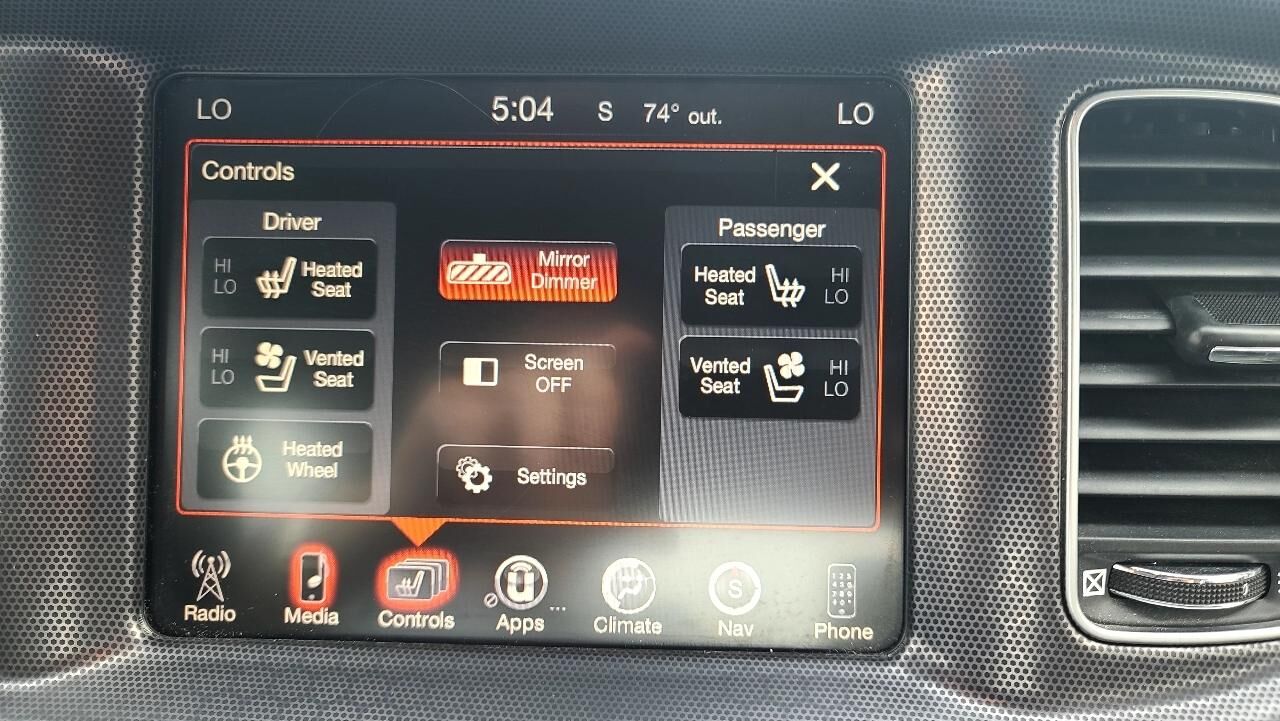 LO 5:04 S 74° out. LO
Controls
Driver
HI
LO
Heated
Seat
HI
LO
Vented
Seat
Heated
Wheel
Mirror
Dimmer
Screen
OFF
Settings
Passenger
Heated
Seat
HI
LO
Vented
Seat
HI
LO
Radio
Media
Controls
Apps
...
Climate
S
Nav
Phone